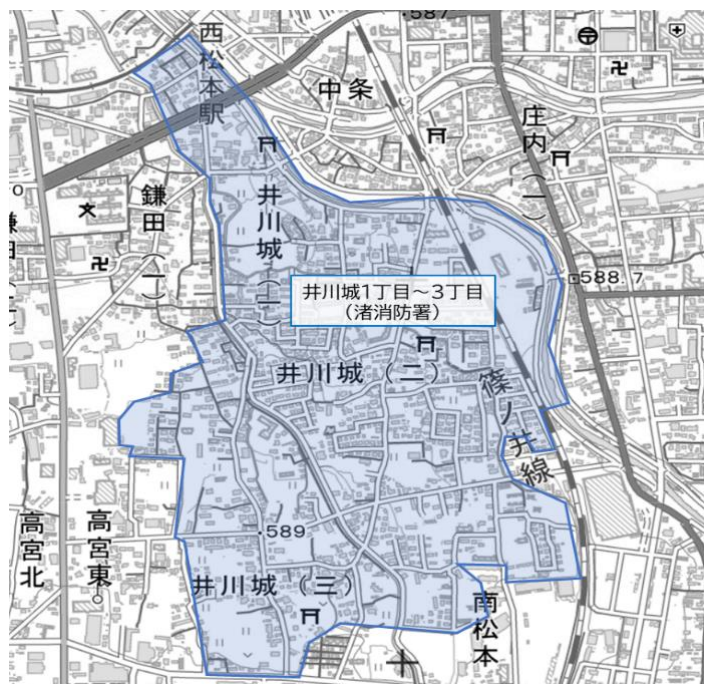 587
西松本駅
中条
庄内(一)
鎌田(一)
井川城(一)
588.7
井川城1丁目~3丁目
(渚消防署)
井川城(二)
篠ノ井線
高宮北
高宮東
589
井川城(三)
南松本